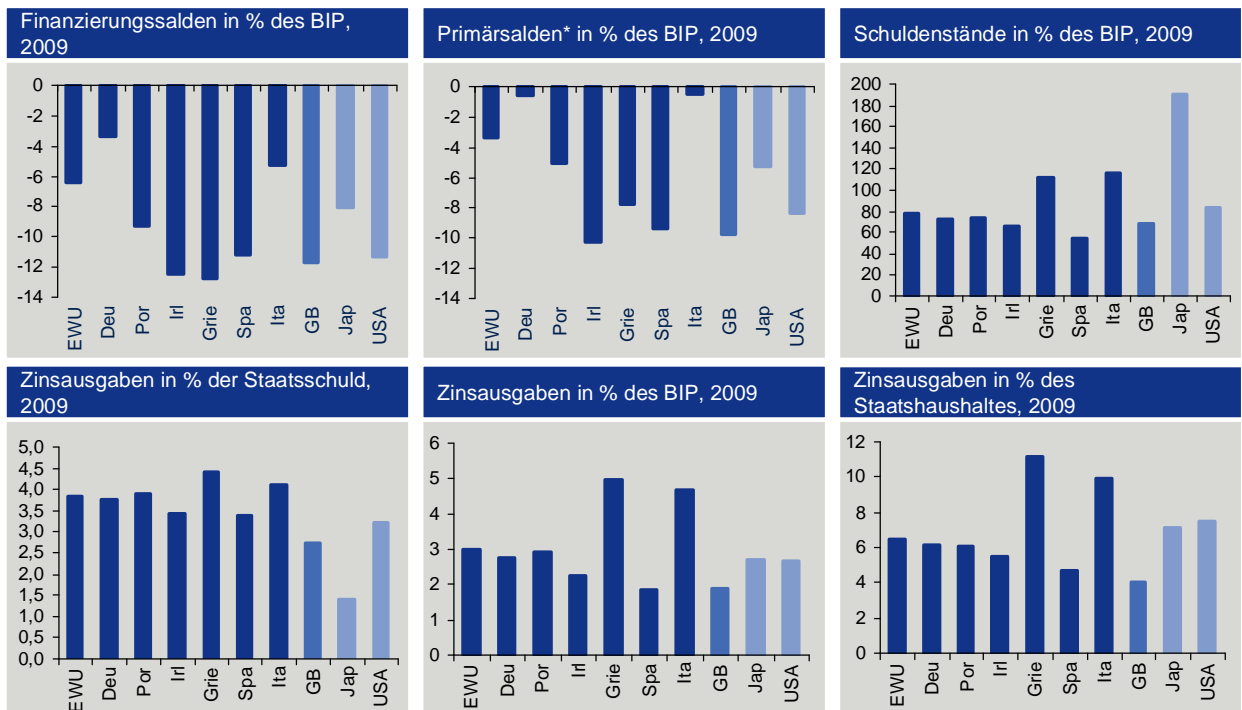 Finanzierungssalden in % des BIP,
2009
0
-2
-4
-6
-8
-10
-12
-14
EWU
Deu
Por
Irl
Grie
Spa
Ita
GB
Jap
USA
Primärsalden* in % des BIP, 2009
0
-2
-4
-6
-8
-10
-12
-14
EWU
Deu
Por
Irl
Grie
Spa
Ita
GB
Jap
USA
Schuldenstände in % des BIP, 2009
200
180
160
140
120
100
80
60
40
20
0
EWU
Deu
Por
Irl
Grie
Spa
Ita
GB
Jap
USA
Zinsausgaben in % der Staatsschuld,
2009
5,0
4,5
4,0
3,5
3,0
2,5
2,0
1,5
1,0
0,5
0,0
EWU
Deu
Por
Irl
Grie
Spa
Ita
GB
Jap
USA
Zinsausgaben in % des BIP, 2009
6
5
4
3
2
1
0
EWU
Deu
Por
Irl
Grie
Spa
Ita
GB
Jap
USA
Zinsausgaben in % des
Staatshaushaltes, 2009
12
10
8
6
4
2
0
EWU
Deu
Por
Irl
Grie
Spa
Ita
GB
Jap
USA